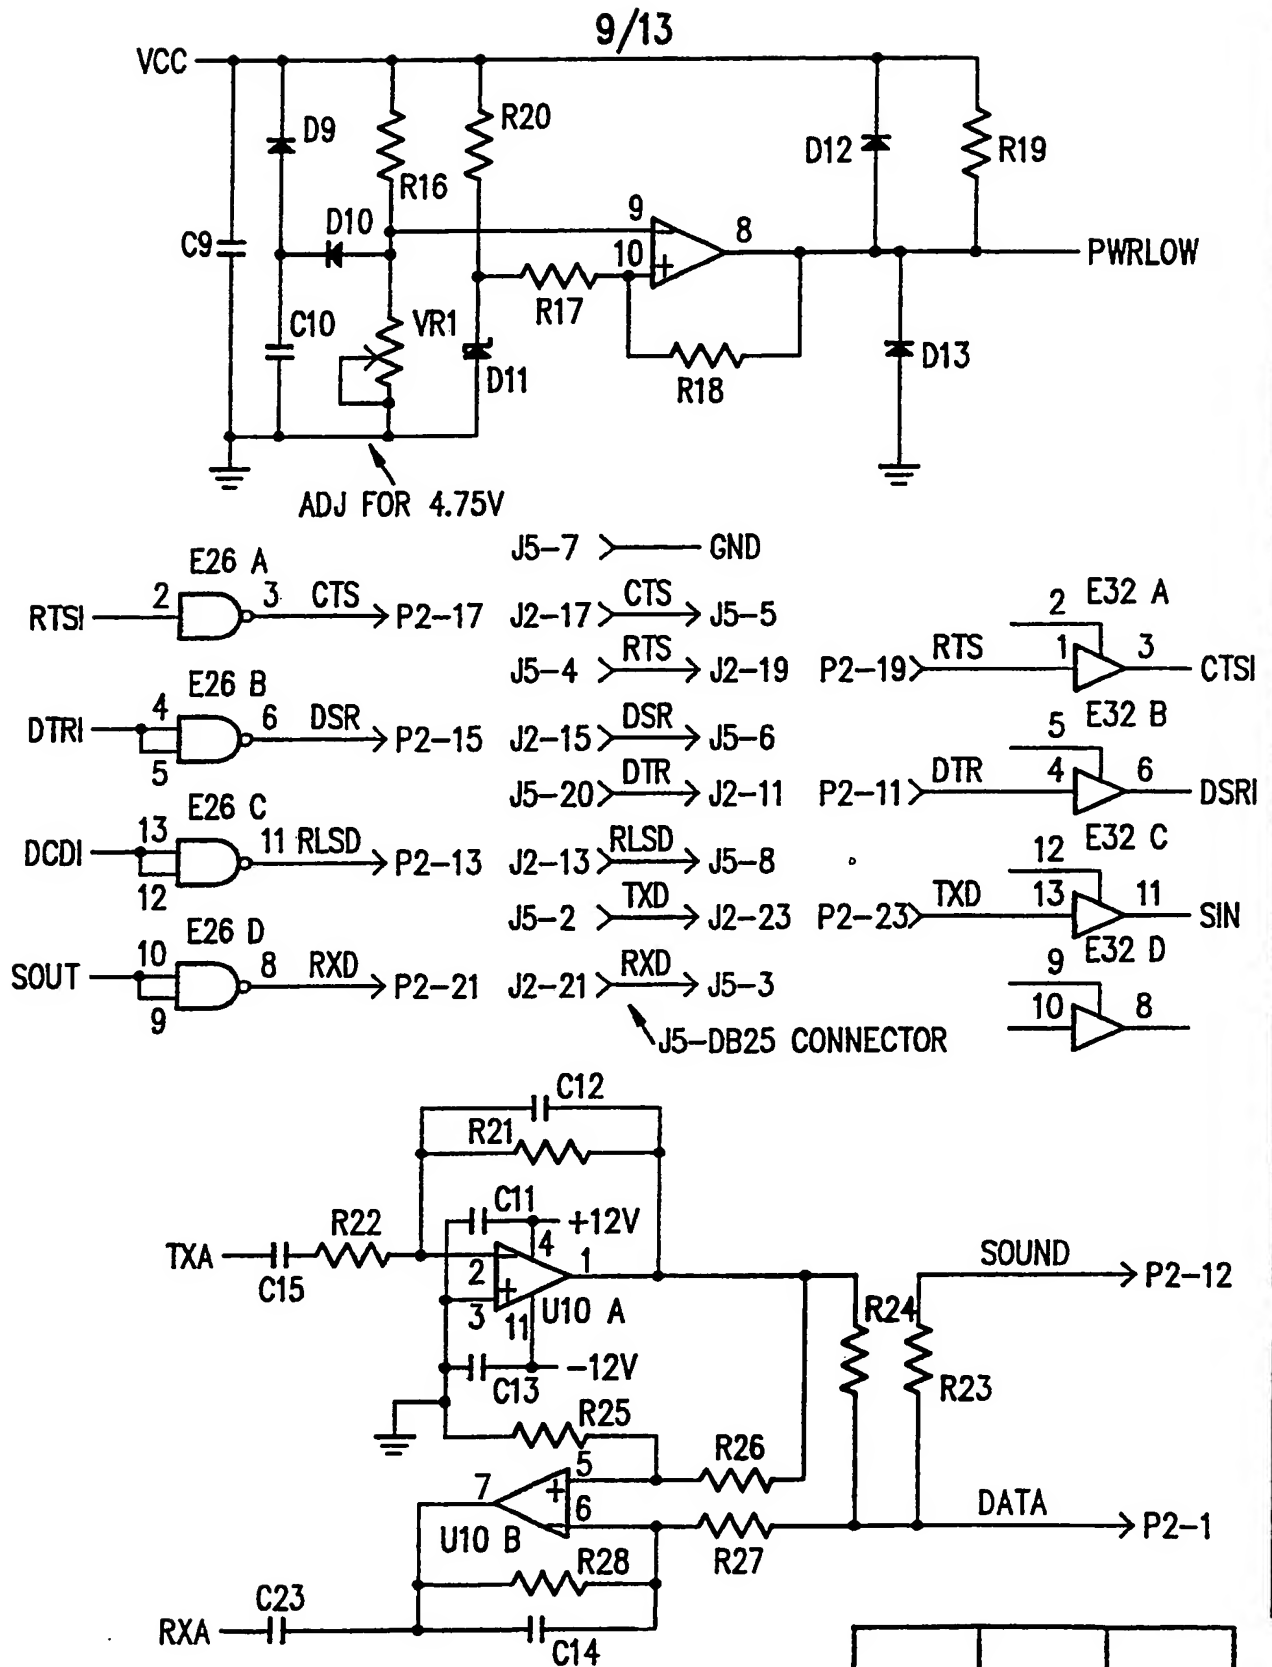 9/13
VCC
D9
R20
D12
R19
R16
D10
9
8
C9
10
PWRLOW
+
R17
C10
VR1
D11
R18
D13
ADJ FOR 4.75V
J5-7 GND
E26 A
RTSI 2 3 CTS P2-17 J2-17 CTS J5-5
2 E32 A
J5-4 RTS J2-19 P2-19 RTS 1 3 CTSI
E26 B
DTRI 4 6 DSR P2-15 J2-15 DSR J5-6
5
5 E32 B
J5-20 DTR J2-11 P2-11 DTR 4 6 DSRI
E26 C
DCDI 13 11 RLSD P2-13 J2-13 RLSD J5-8
12
12 E32 C
J5-2 TXD J2-23 P2-23 TXD 13 11 SIN
E26 D
SOUT 10 8 RXD P2-21 J2-21 RXD J5-3
9
9 E32 D
10 8
J5-DB25 CONNECTOR
C12
R21
C11
+12V
R22
4
TXA
2 1
SOUND P2-12
C15
+
3 11 U10 A
R24
-12V
C13
R23
R25
R26
5
7 +
6
DATA P2-1
U10 B
R27
R28
C23
RXA
C14